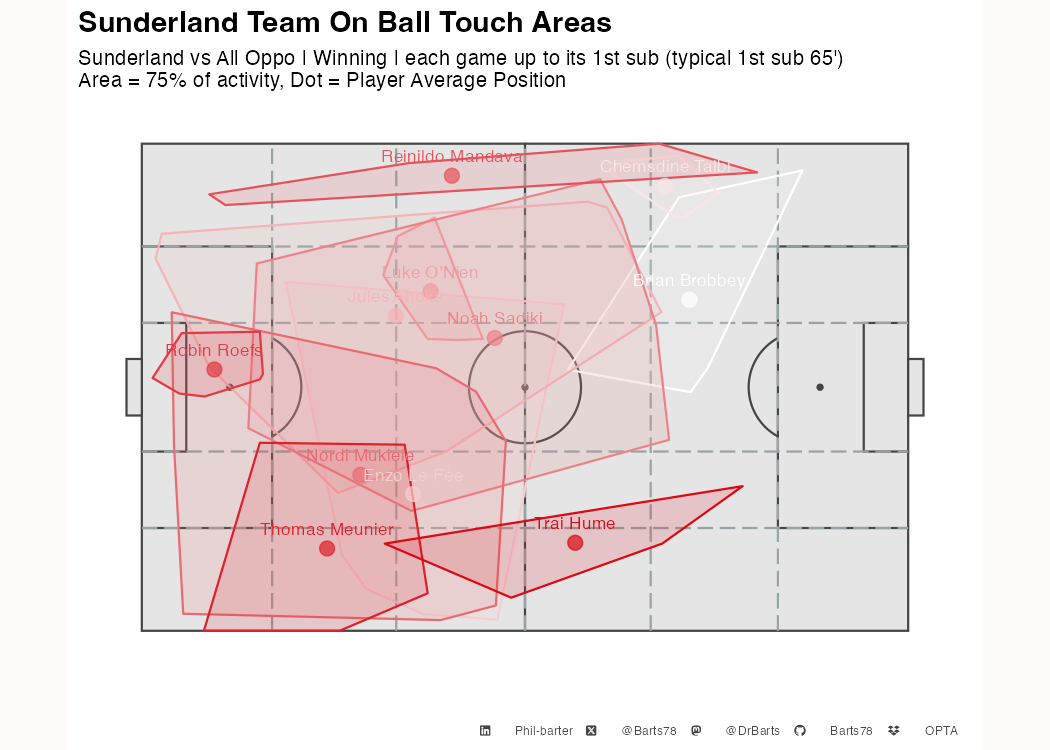 Sunderland Team On Ball Touch Areas
Sunderland vs All Oppo | Winning | each game up to its 1st sub (typical 1st sub 65')
Area = 75% of activity, Dot = Player Average Position
Reinildo Mandava
Chemsdine Talbi
Luke O'Nien
Brian Brobbey
Jules
Noah Sadiki
Robin Roefs
Nordi Mukiele
Enzo Le Fee
Trai Hume
Thomas Meunier
Phil-barter @Barts78 @DrBarts Barts78 OPTA